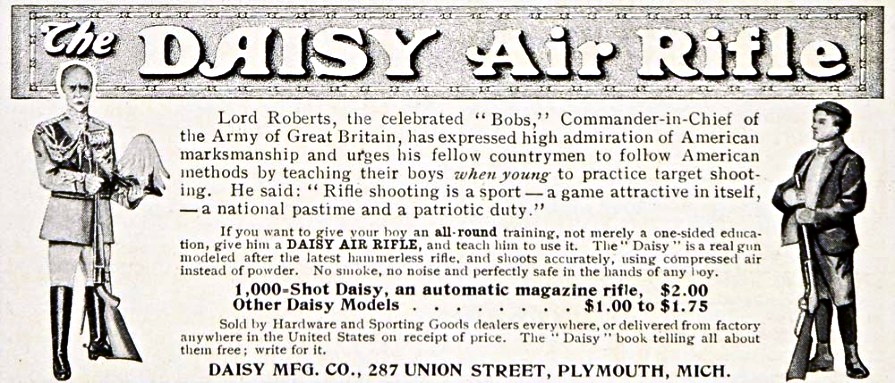 The DAISY Air Rifle
Lord Roberts, the celebrated "Bobs," Commander-in-Chief of
the Army of Great Britain, has expressed high admiration of American
marksmanship and urges his fellow countrymen to follow American
methods by teaching their boys when young to practice target shoot-
ing. He said: "Rifle shooting is a sport—a game attractive in itself,
—a national pastime and a patriotic duty."
If you want to give your boy an all-round training, not merely a one-sided educa-
tion, give him a DAISY AIR RIFLE, and teach him to use it. The "Daisy" is a real gun
modeled after the latest hammerless rifle, and shoots accurately, using compressed air
instead of powder. No smoke, no noise and perfectly safe in the hands of any boy.
1,000-Shot Daisy, an automatic magazine rifle, $2.00
Other Daisy Models . . . . . . . . $1.00 to $1.75
Sold by Hardware and Sporting Goods dealers everywhere, or delivered from factory
anywhere in the United States on receipt of price. The "Daisy" book telling all about
them free; write for it.
DAISY MFG. CO., 287 UNION STREET, PLYMOUTH, MICH.